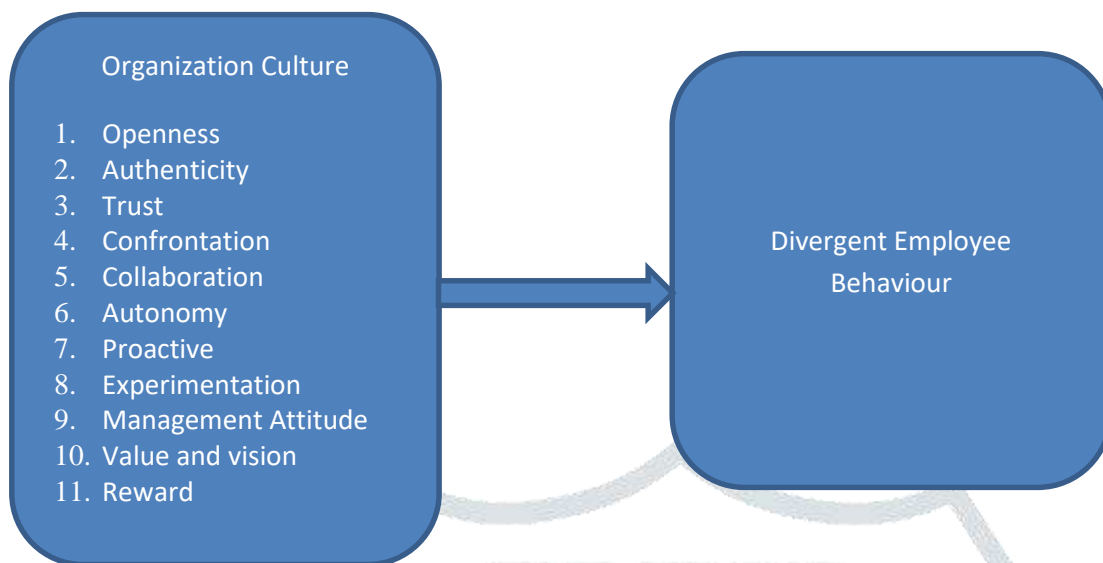 Organization Culture
1. Openness
2. Authenticity
3. Trust
4. Confrontation
5. Collaboration
6. Autonomy
7. Proactive
8. Experimentation
9. Management Attitude
10. Value and vision
11. Reward
Divergent Employee
Behaviour